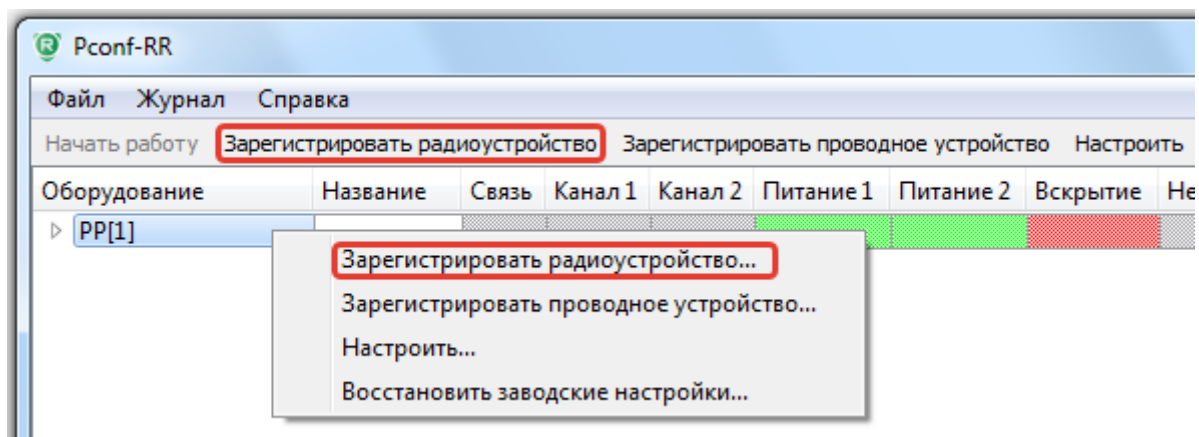 Pconf-RR
Файл Журнал Справка
Начать работу Зарегистрировать радиоустройство Зарегистрировать проводное устройство Настроить
Оборудование Название Связь Канал 1 Канал 2 Питание 1 Питание 2 Вскрытие Не
РР[1]
Зарегистрировать радиоустройство...
Зарегистрировать проводное устройство...
Настроить...
Восстановить заводские настройки...